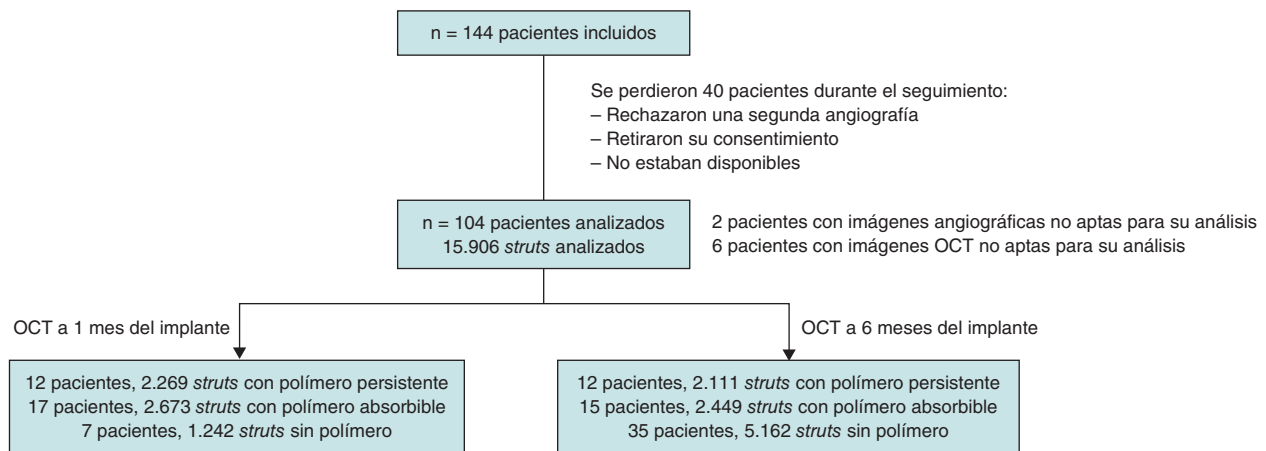 n = 144 pacientes incluidos
Se perdieron 40 pacientes durante el seguimiento:
– Rechazaron una segunda angiografía
– Retiraron su consentimiento
– No estaban disponibles
n = 104 pacientes analizados
15.906 struts analizados
2 pacientes con imágenes angiográficas no aptas para su análisis
6 pacientes con imágenes OCT no aptas para su análisis
OCT a 1 mes del implante
12 pacientes, 2.269 struts con polímero persistente
17 pacientes, 2.673 struts con polímero absorbible
7 pacientes, 1.242 struts sin polímero
OCT a 6 meses del implante
12 pacientes, 2.111 struts con polímero persistente
15 pacientes, 2.449 struts con polímero absorbible
35 pacientes, 5.162 struts sin polímero